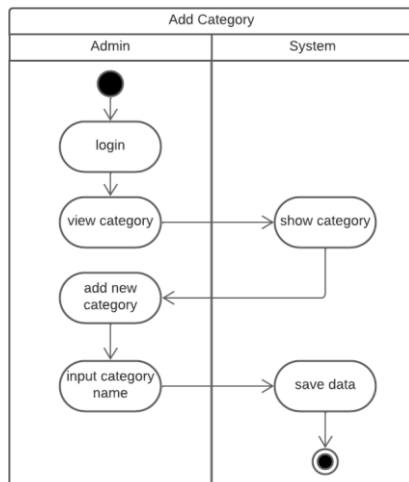 Add Category
Admin
System
login
view category
show category
add new
category
input category
name
save data